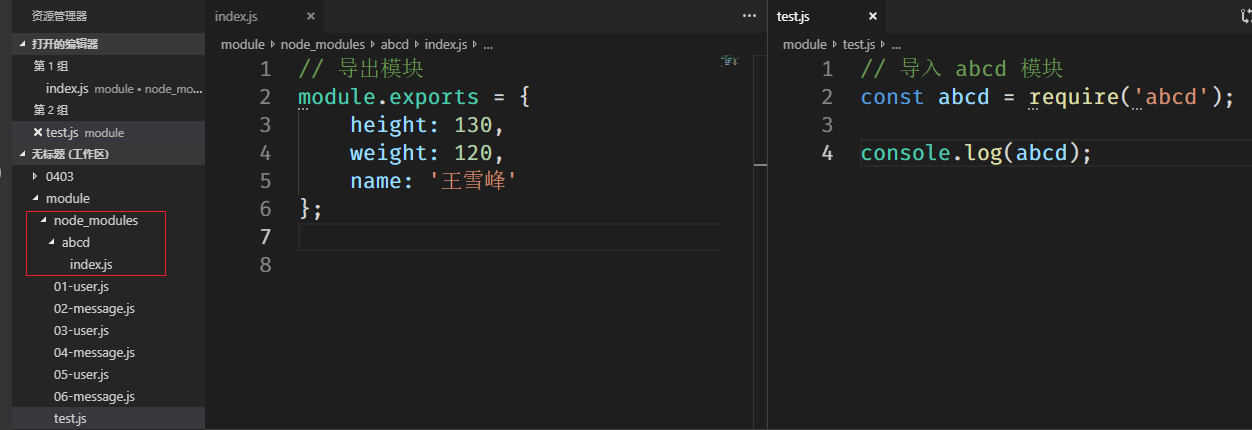 资源管理器
打开的编辑器
第 1 组
index.js module • node_mo...
第 2 组
test.js module
无标题 (工作区)
0403
module
node_modules
abcd
index.js
01-user.js
02-message.js
03-user.js
04-message.js
05-user.js
06-message.js
test.js
index.js
module node_modules abcd index.js ...
1 // 导出模块
2 module.exports = {
3 height: 130,
4 weight: 120,
5 name: '王雪峰'
6 };
7
8
test.js
module test.js ...
1 // 导入 abcd 模块
2 const abcd = require('abcd');
3
4 console.log(abcd);